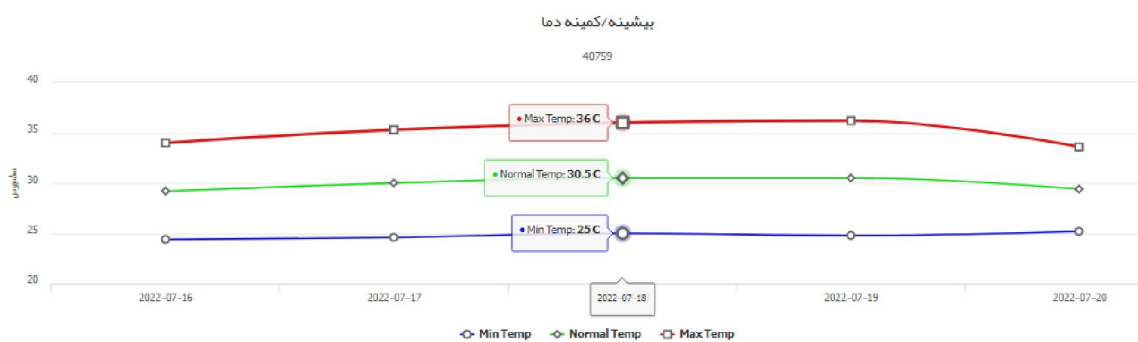 بیشینه/کمینه دما
40759
40
35
30
25
20
سلسیوس
Max Temp: 36 C
Normal Temp: 30.5 C
Min Temp: 25 C
2022-07-16
2022-07-17
2022-07-18
2022-07-19
2022-07-20
Min Temp
Normal Temp
Max Temp